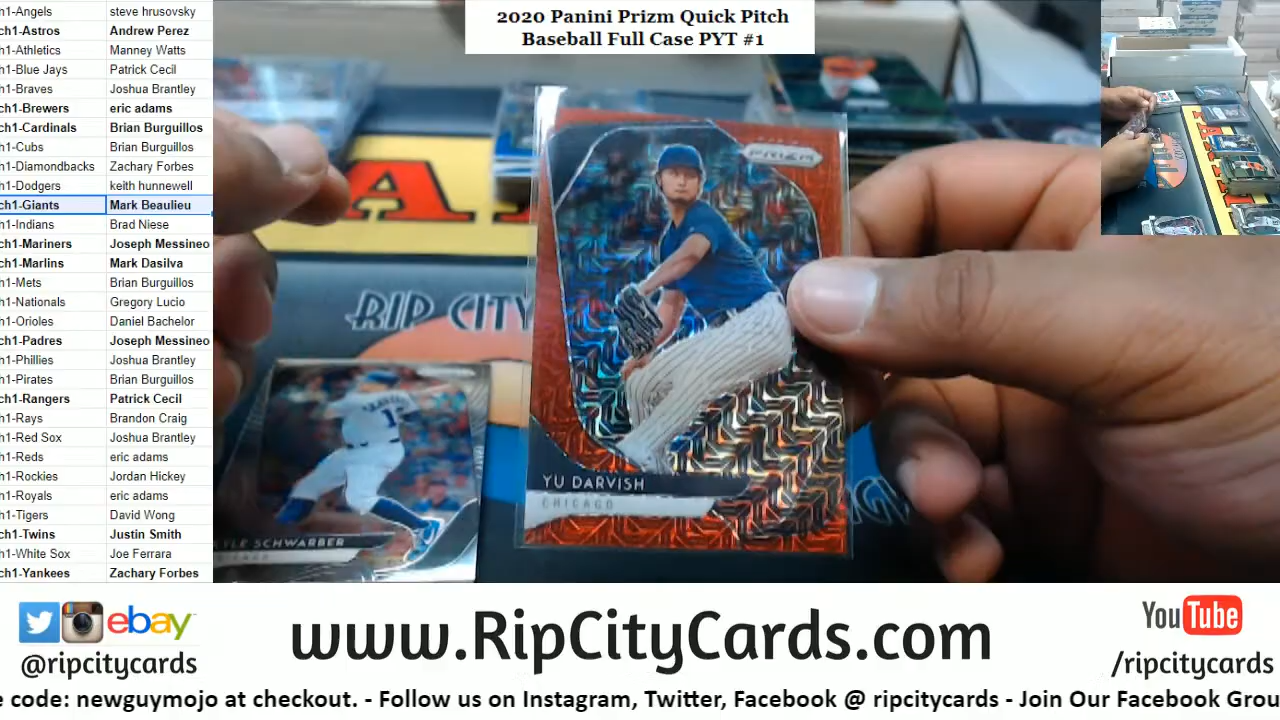 h1-Angels steve hrusovsky
h1-Astros Andrew Perez
h1-Athletics Manney Watts
h1-Blue Jays Patrick Cecil
h1-Braves Joshua Brantley
h1-Brewers eric adams
ch1-Cardinals Brian Burguillos
h1-Cubs Brian Burguillos
h1-Diamondbacks Zachary Forbes
h1-Dodgers keith hunnewell
ch1-Giants Mark Beaulieu
h1-Indians Brad Niese
ch1-Mariners Joseph Messineo
ch1-Marlins Mark Dasilva
h1-Mets Brian Burguillos
h1-Nationals Gregory Lucio
h1-Orioles Daniel Bachelor
ch1-Padres Joseph Messineo
h1-Phillies Joshua Brantley
h1-Pirates Brian Burguillos
ch1-Rangers Patrick Cecil
h1-Rays Brandon Craig
h1-Red Sox Joshua Brantley
h1-Reds eric adams
h1-Rockies Jordan Hickey
h1-Royals eric adams
h1-Tigers David Wong
ch1-Twins Justin Smith
h1-White Sox Joe Ferrara
ch1-Yankees Zachary Forbes
2020 Panini Prizm Quick Pitch
Baseball Full Case PYT #1
RIP CITY
PRIZM
YU DARVISH
CHICAGO
YLE SCHWARBER
ebay
@ripcitycards
www.RipCityCards.com
YouTube
/ripcitycards
e code: newguymojo at checkout. - Follow us on Instagram, Twitter, Facebook @ ripcitycards - Join Our Facebook Grou